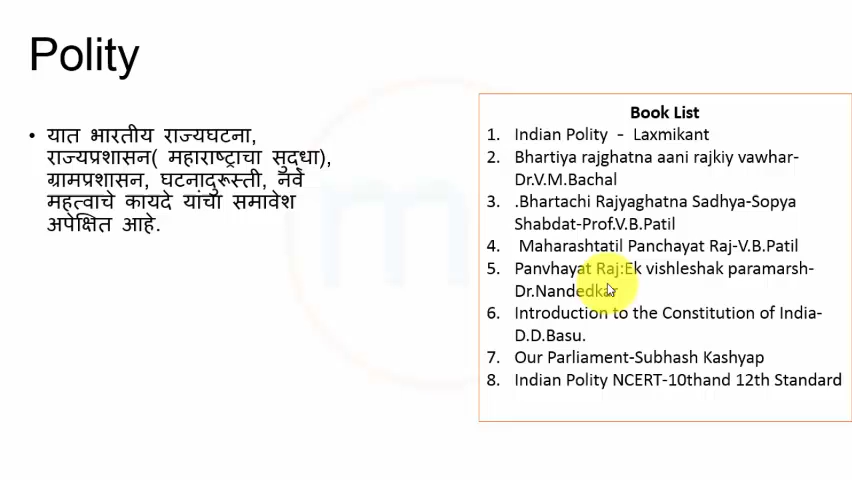 Polity
• यात भारतीय राज्यघटना,
राज्यप्रशासन( महाराष्ट्राचा सुद्धा),
ग्रामप्रशासन, घटनादुरूस्ती, नवे
महत्वाचे कायदे यांचा समावेश
अपेक्षित आहे.
Book List
1. Indian Polity - Laxmikant
2. Bhartiya rajghatna aani rajkiy vawhar-
Dr.V.M.Bachal
3. .Bhartachi Rajyaghatna Sadhya-Sopya
Shabdat-Prof.V.B.Patil
4. Maharashtatil Panchayat Raj-V.B.Patil
5. Panvhayat Raj:Ek vishleshak paramarsh-
Dr.Nandedkar
6. Introduction to the Constitution of India-
D.D.Basu.
7. Our Parliament-Subhash Kashyap
8. Indian Polity NCERT-10thand 12th Standard
m